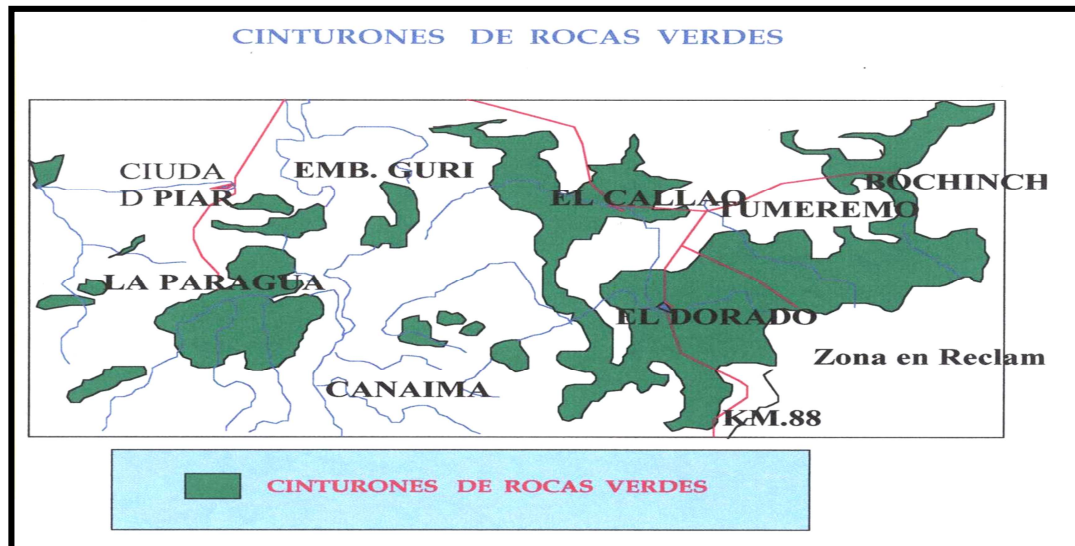 CINTURONES DE ROCAS VERDES
CIUDA
D PIAR
EMB. GURI
EL CALLAO
BOCHINCH
TUMEREMO
LA PARAGUA
EL DORADO
Zona en Reclam
CANAIMA
KM.88
CINTURONES DE ROCAS VERDES